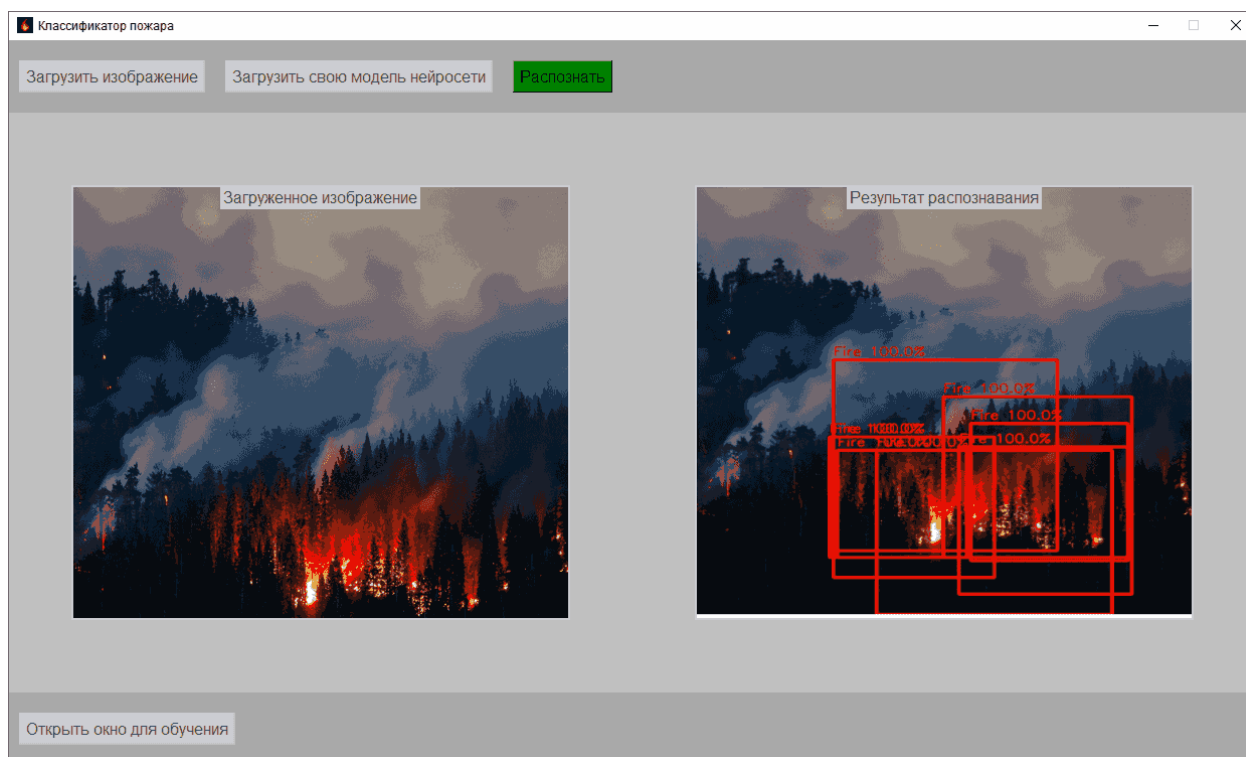 Классификатор пожара
Загрузить изображение
Загрузить свою модель нейросети
Распознать
Загруженное изображение
Результат распознавания
Fire 100.0%
Fire 100.0%
Fire 100.0%
Fire 100.0%
Открыть окно для обучения